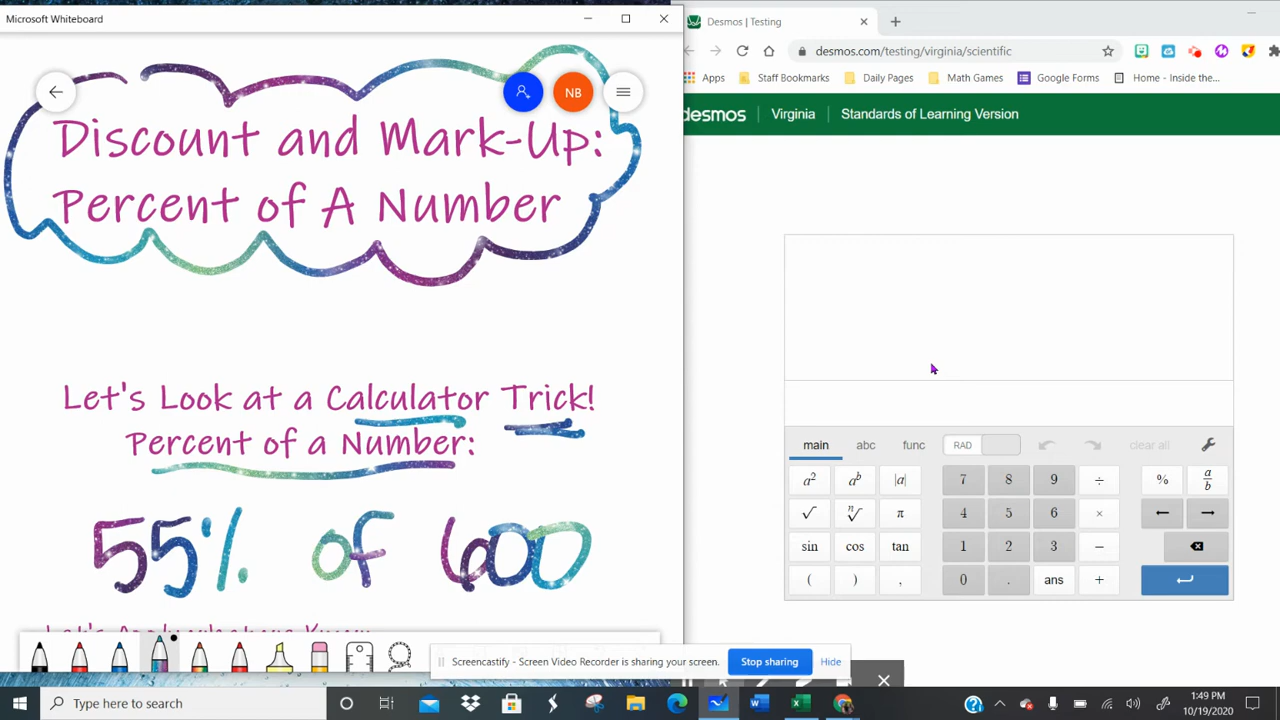 Microsoft Whiteboard
NB
Discount and Mark-Up:
Percent of A Number
Let's Look at a Calculator Trick!
Percent of a Number:
55% of 600
Screencastify - Screen Video Recorder is sharing your screen.
Stop sharing
Hide
Desmos | Testing
desmos.com/testing/virginia/scientific
Apps
Staff Bookmarks
Daily Pages
Math Games
Google Forms
Home - Inside the...
desmos
Virginia
Standards of Learning Version
main abc func RAD clear all
a² aᵇ |a| 7 8 9 ÷ % a/b
√ ⁿ√ π 4 5 6 × ← →
sin cos tan 1 2 3 −
( ) , 0 . ans +
Type here to search
1:49 PM
10/19/2020